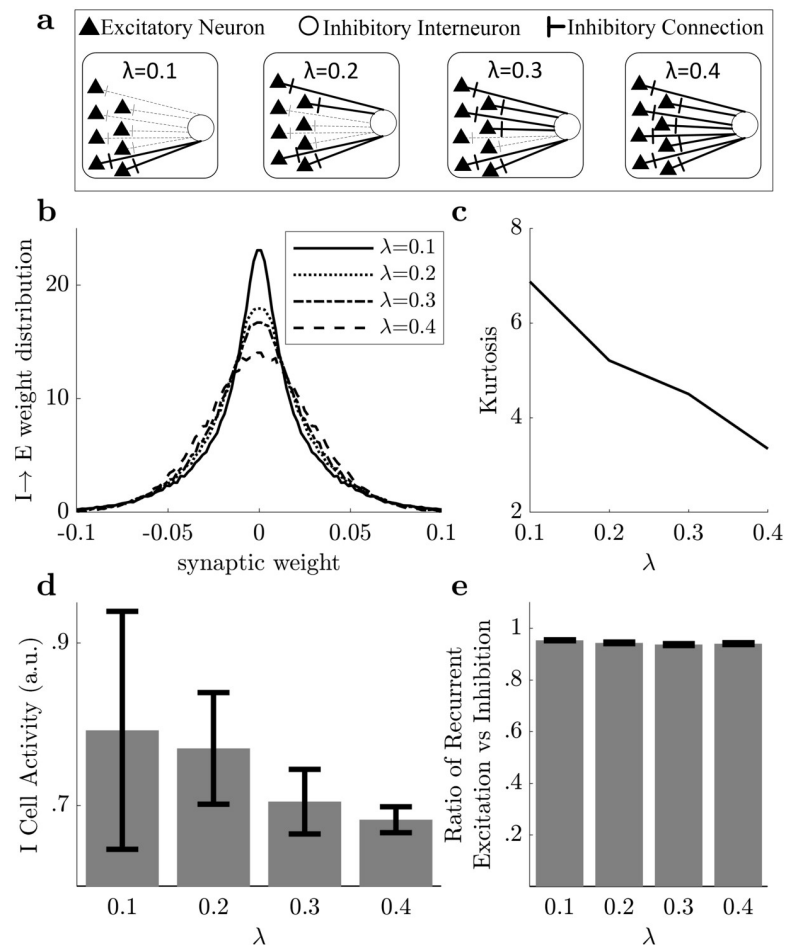 a
Excitatory Neuron Inhibitory Interneuron Inhibitory Connection
λ=0.1 λ=0.2 λ=0.3 λ=0.4
b
I→ E weight distribution
20
10
0
-0.1 -0.05 0 0.05 0.1
synaptic weight
λ=0.1
λ=0.2
λ=0.3
λ=0.4
c
Kurtosis
8
6
4
2
0.1 0.2 0.3 0.4
λ
d
I Cell Activity (a.u.)
.9
.7
0.1 0.2 0.3 0.4
λ
e
Ratio of Recurrent
Excitation vs Inhibition
1
.8
.6
.4
.2
0.1 0.2 0.3 0.4
λ